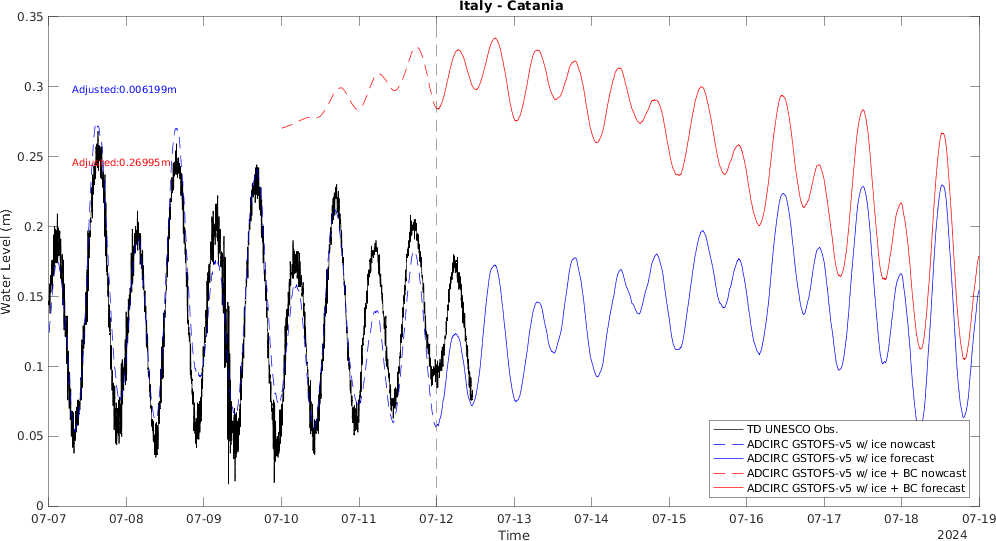 Italy - Catania
0.35
0.3
0.25
0.2
0.15
0.1
0.05
0
Water Level (m)
Adjusted:0.006199m
Adjusted:0.26995m
TD UNESCO Obs.
ADCIRC GSTOFS-v5 w/ ice nowcast
ADCIRC GSTOFS-v5 w/ ice forecast
ADCIRC GSTOFS-v5 w/ ice + BC nowcast
ADCIRC GSTOFS-v5 w/ ice + BC forecast
07-07 07-08 07-09 07-10 07-11 07-12 07-13 07-14 07-15 07-16 07-17 07-18 07-19
Time
2024